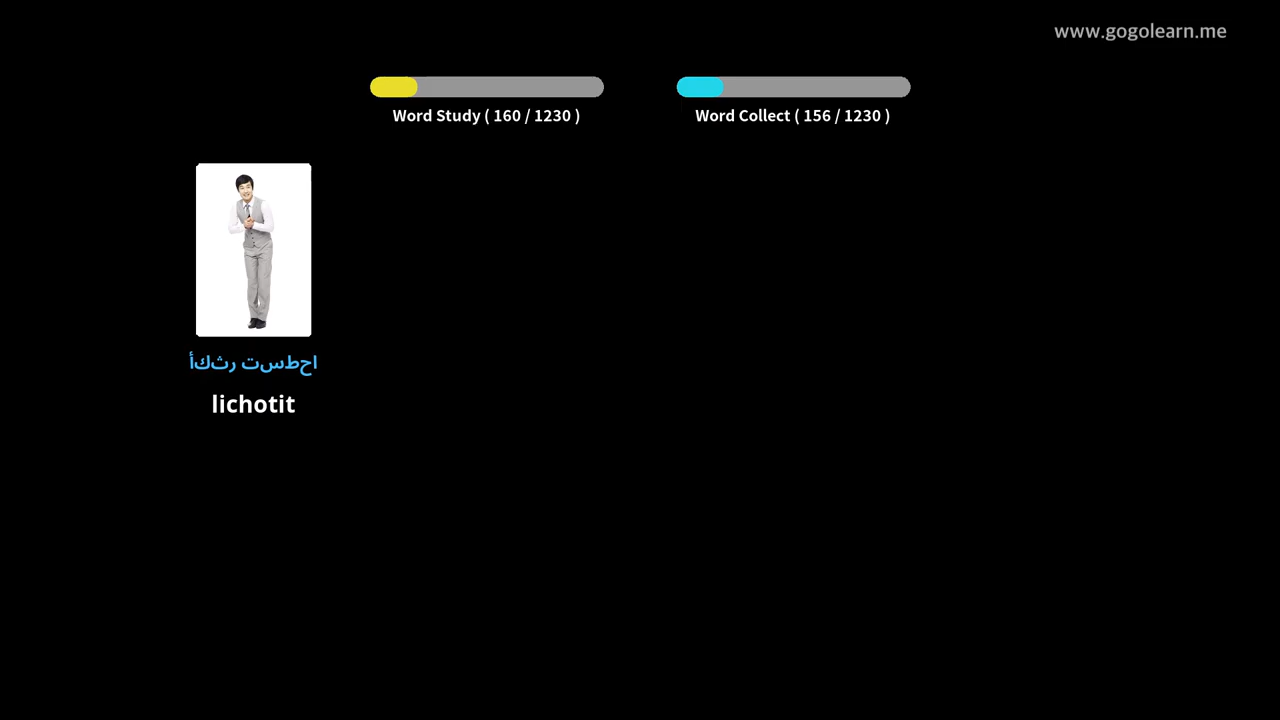 www.gogolearn.me
Word Study ( 160 / 1230 )
Word Collect ( 156 / 1230 )
احطست رثكأ
lichotit